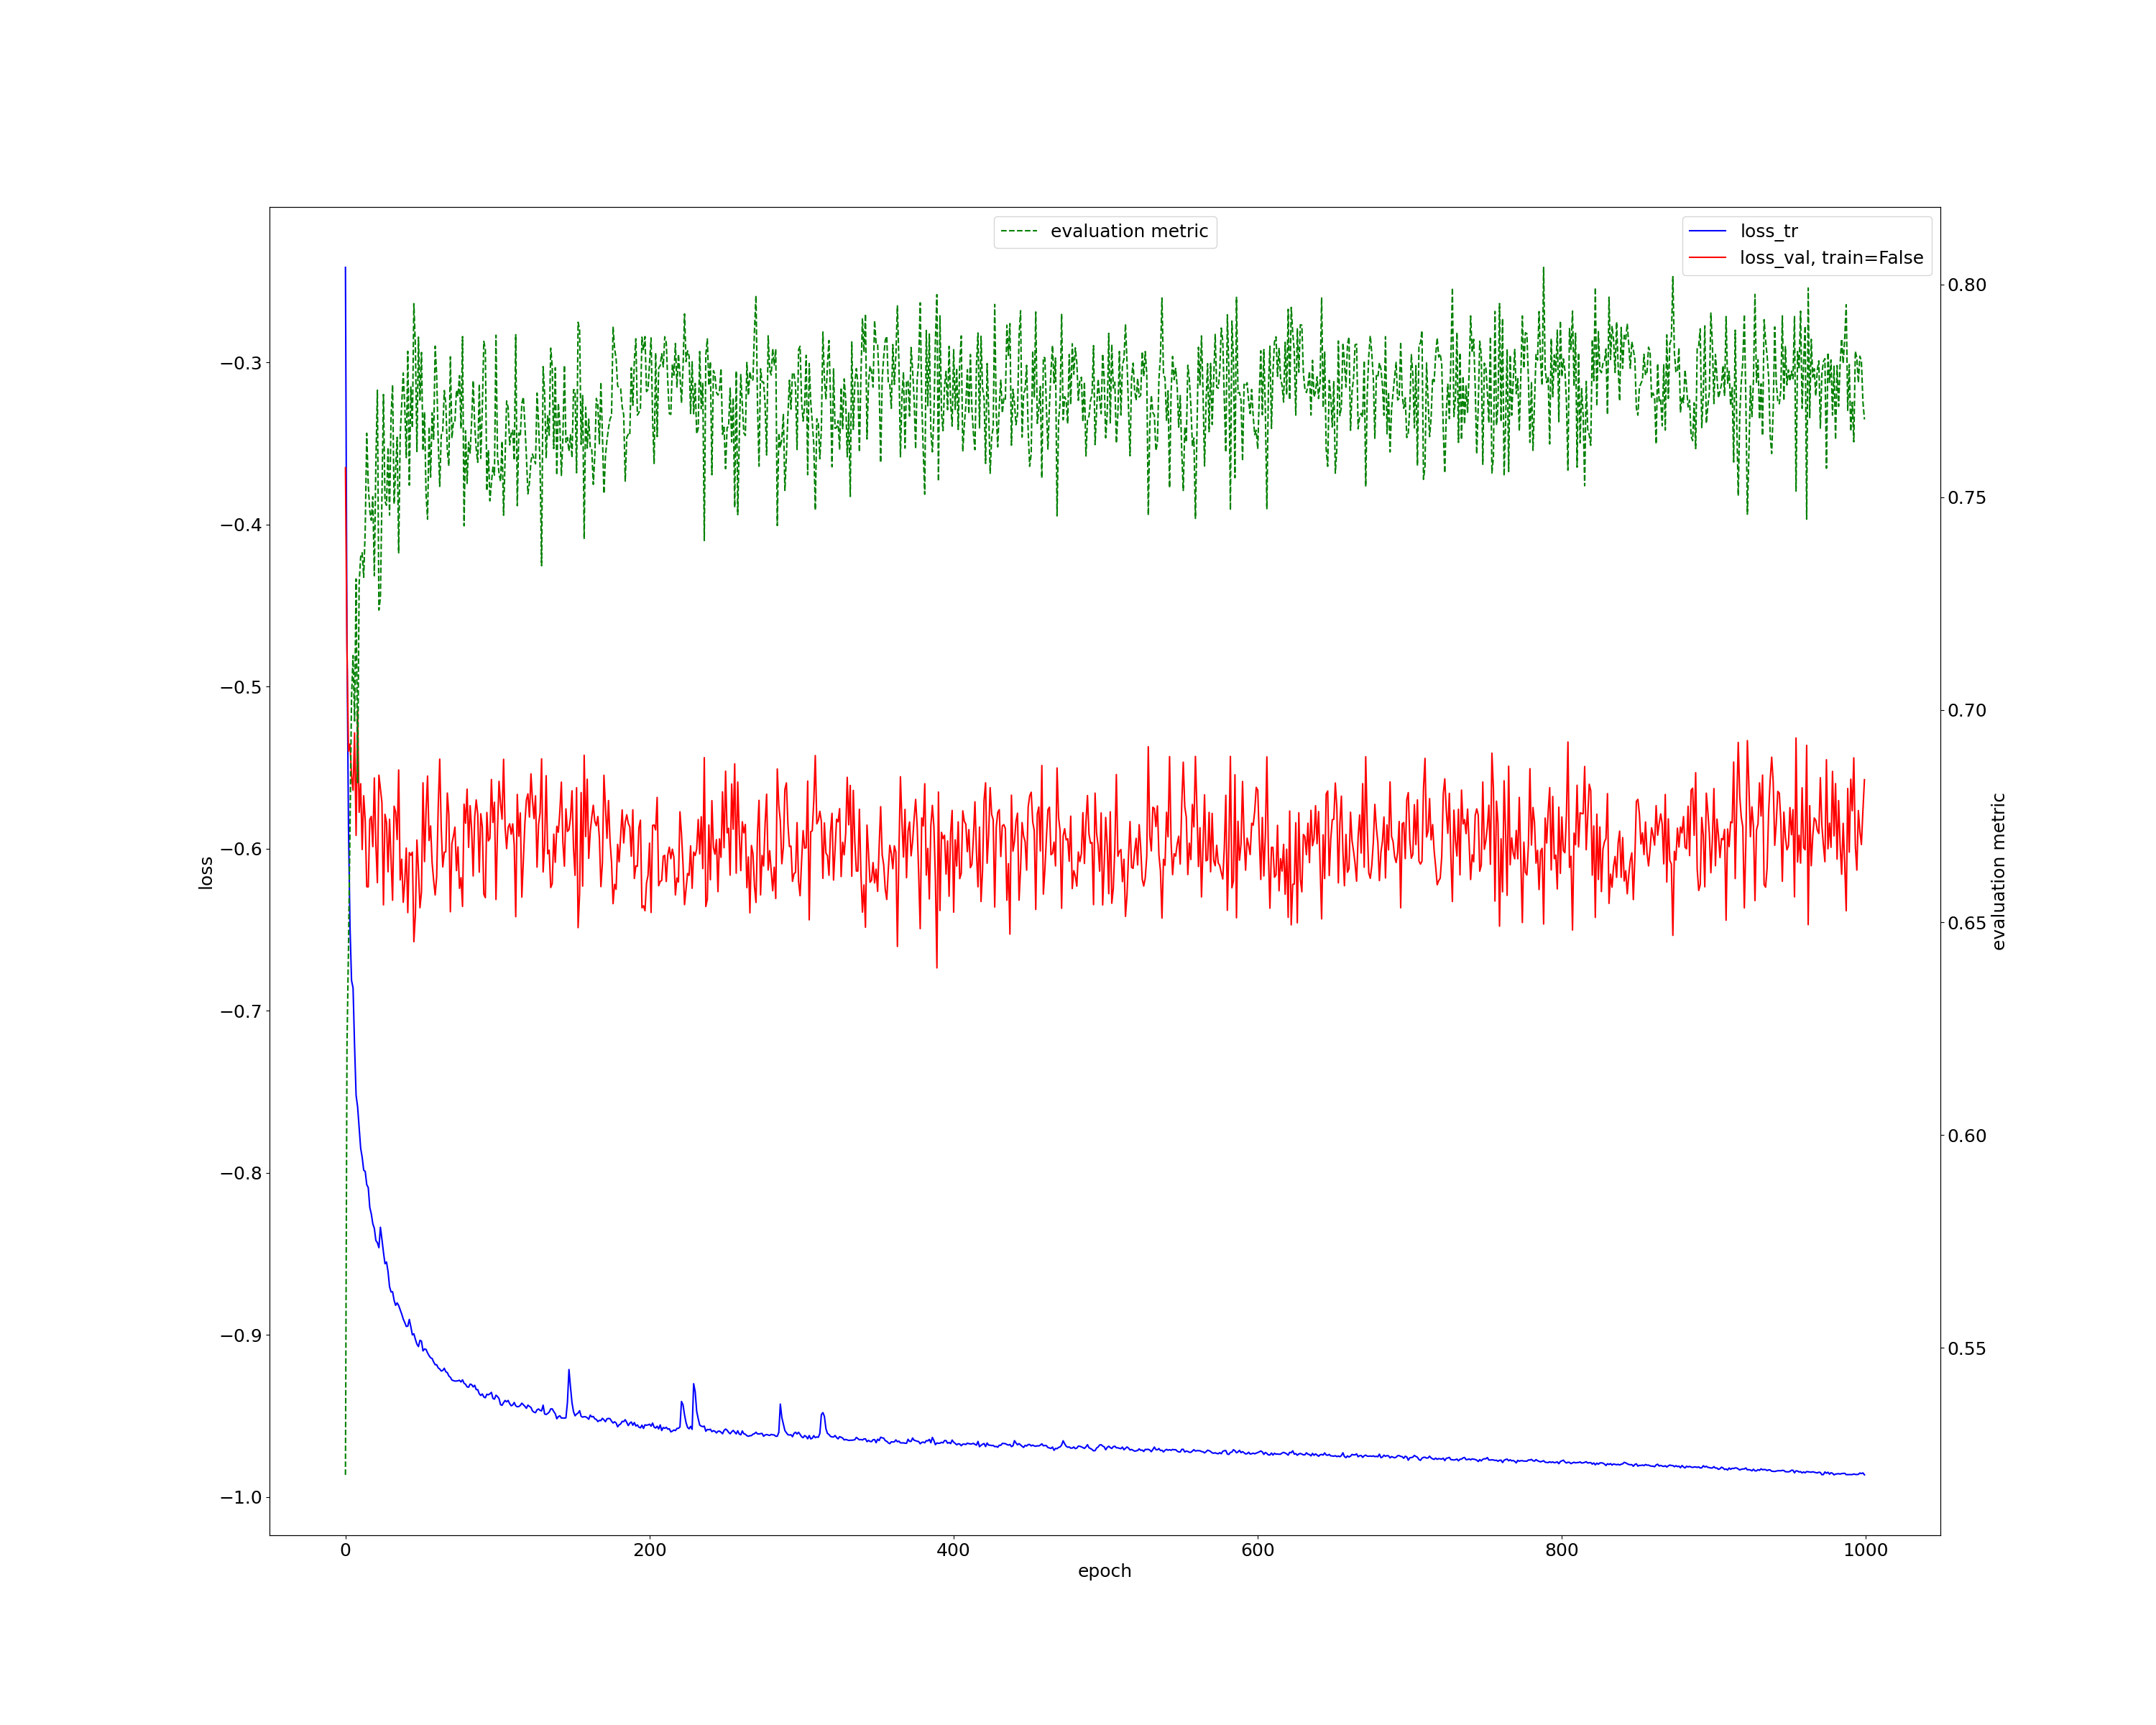 evaluation metric
loss_tr
loss_val, train=False
−0.3
−0.4
−0.5
−0.6
−0.7
−0.8
−0.9
−1.0
loss
0.80
0.75
0.70
0.65
0.60
0.55
evaluation metric
0 200 400 600 800 1000
epoch